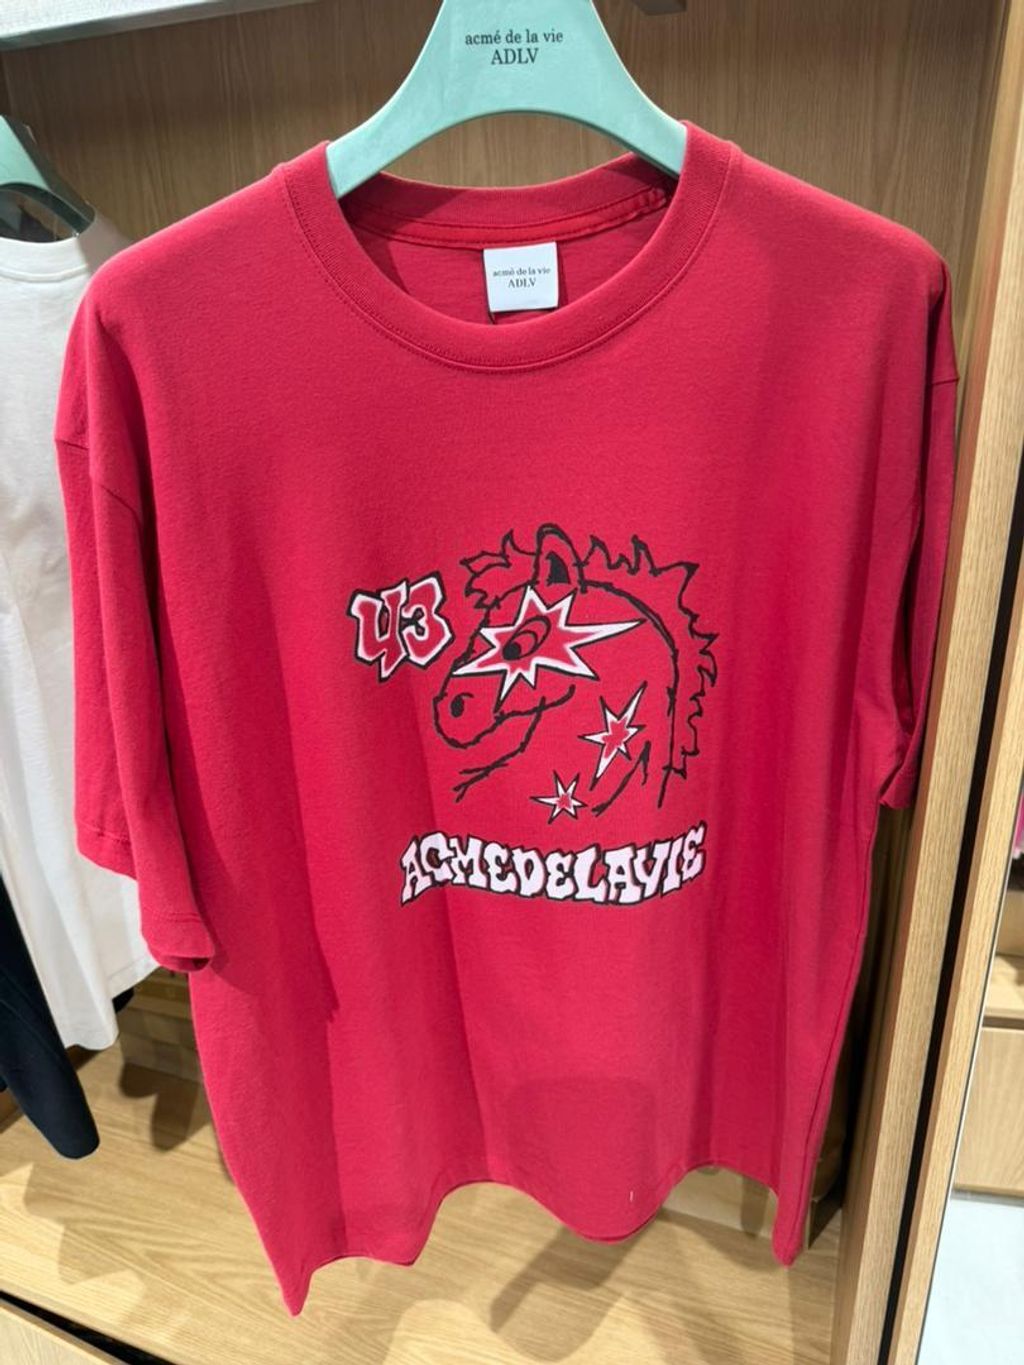 acmé de la vie
ADLV
acmé de la vie
ADLV
43
ACMEDELAVIE